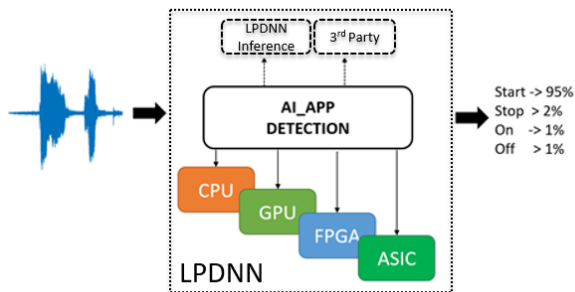 LPDNN
Inference
3rd Party
AI_APP
DETECTION
CPU
GPU
FPGA
ASIC
LPDNN
Start -> 95%
Stop > 2%
On -> 1%
Off > 1%